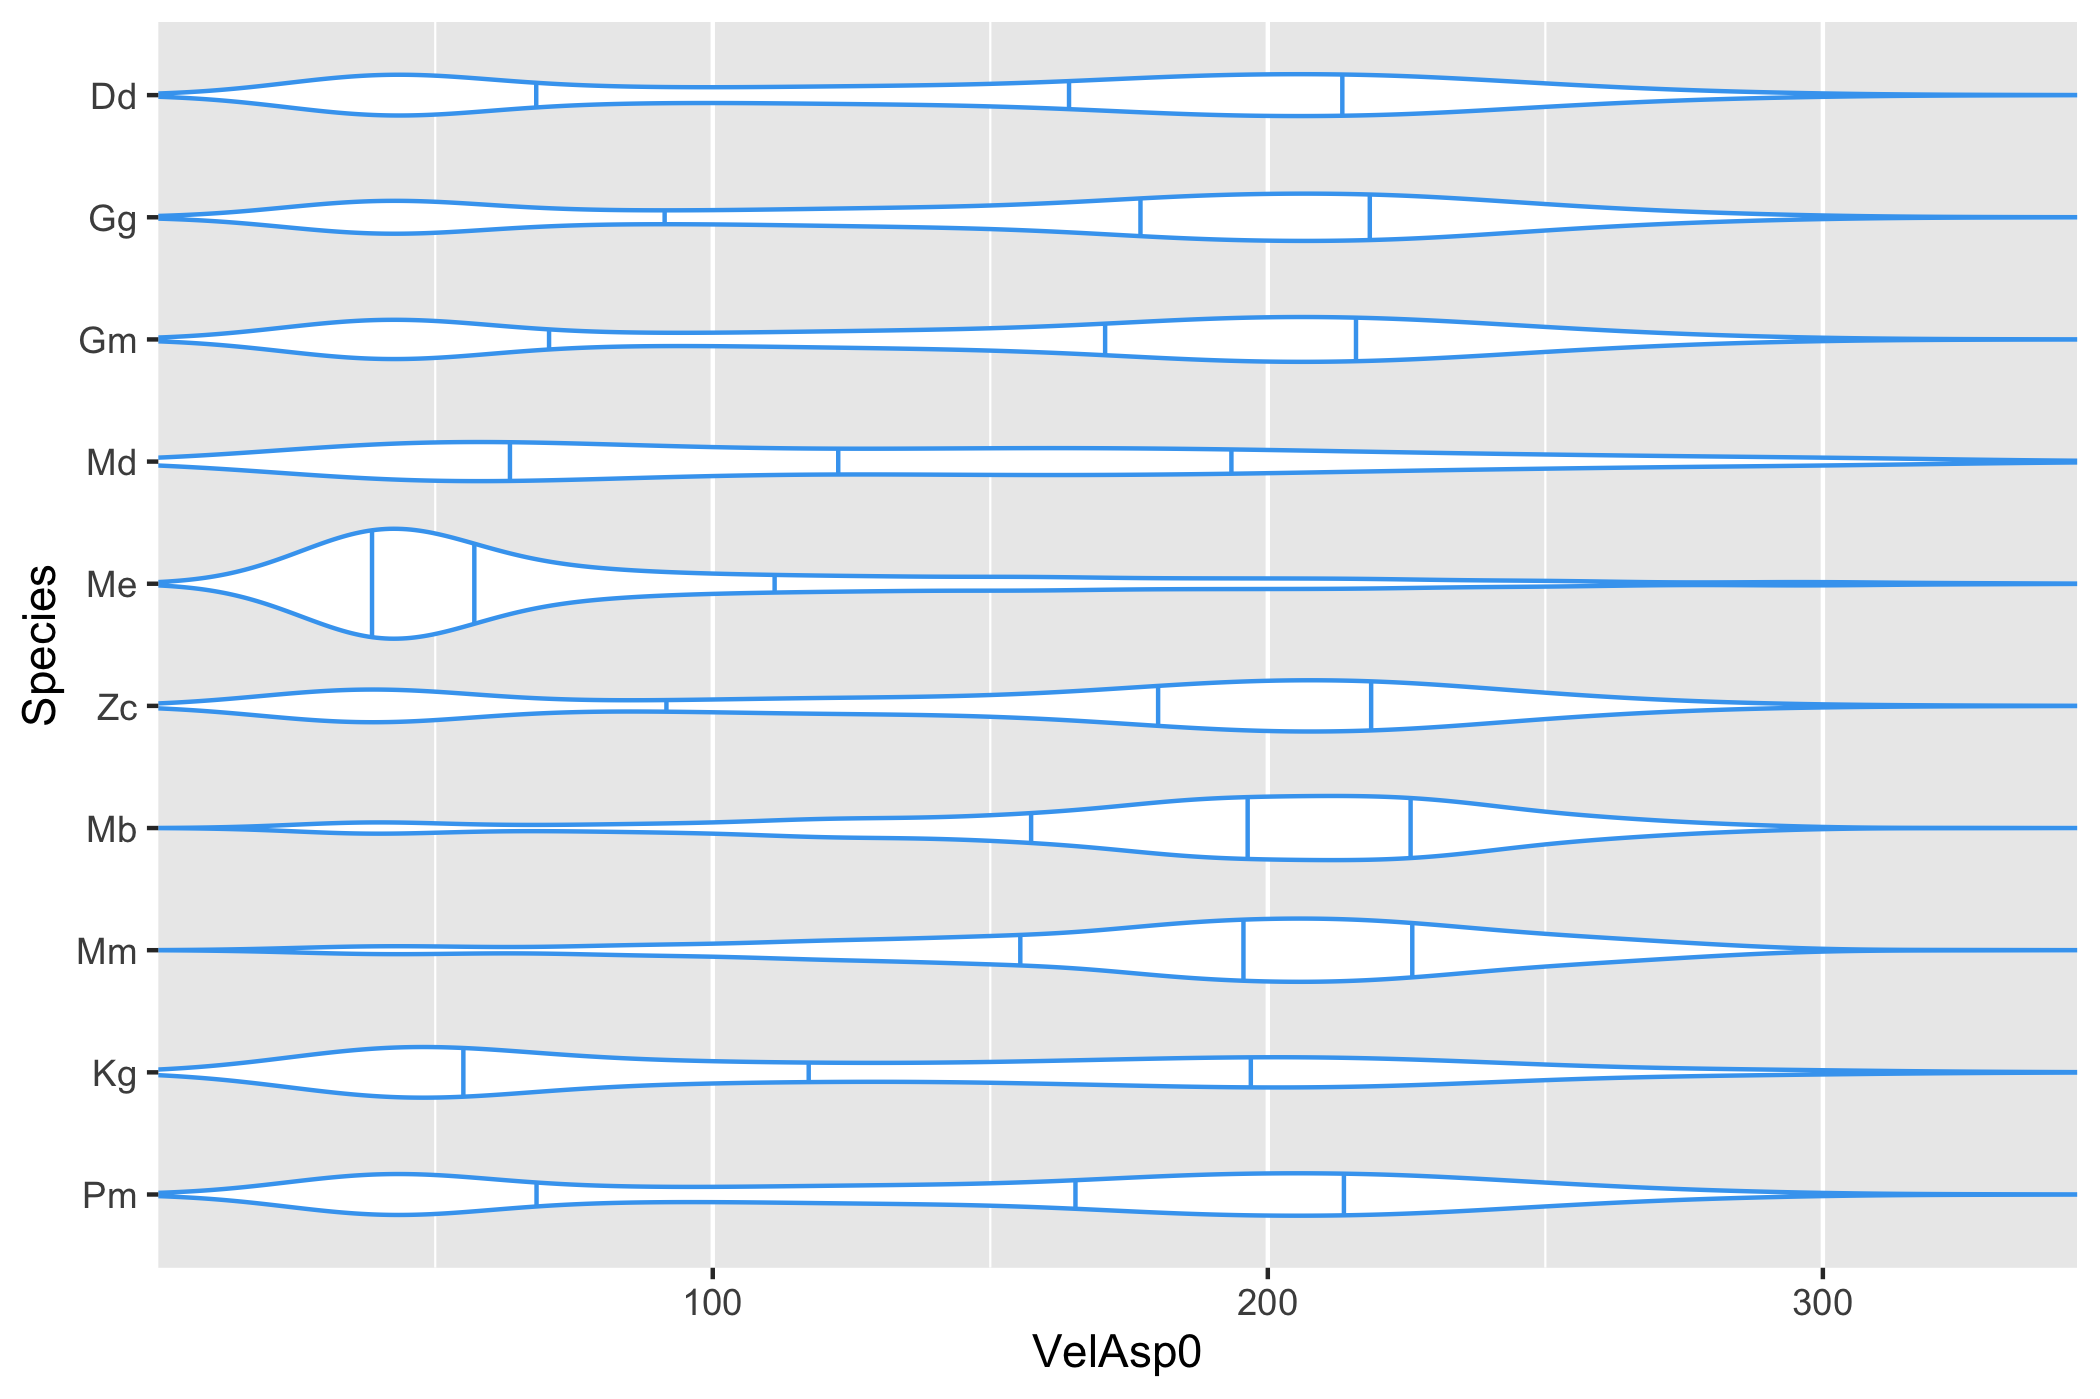 Species
Dd
Gg
Gm
Md
Me
Zc
Mb
Mm
Kg
Pm
100 200 300
VelAsp0